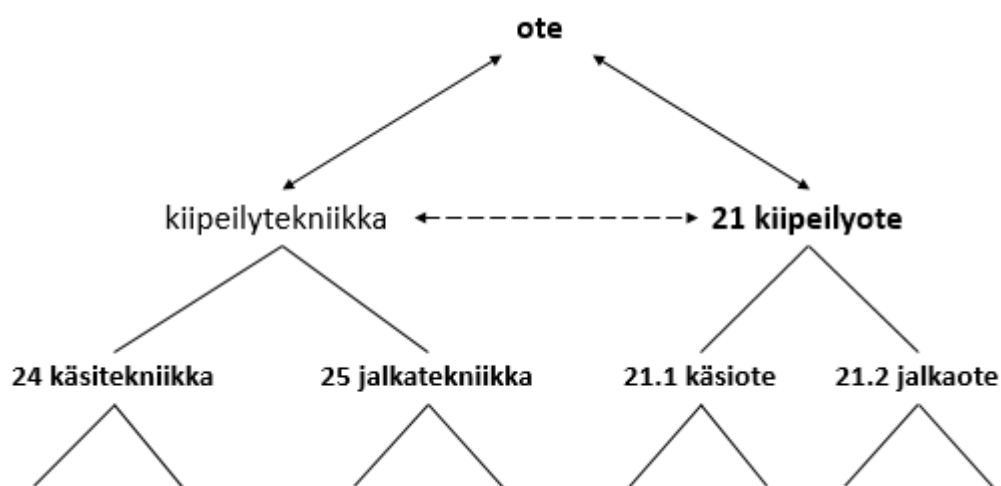 ote
kiipeilytekniikka
21 kiipeilyote
24 käsitekniikka
25 jalkatekniikka
21.1 käsiote
21.2 jalkaote